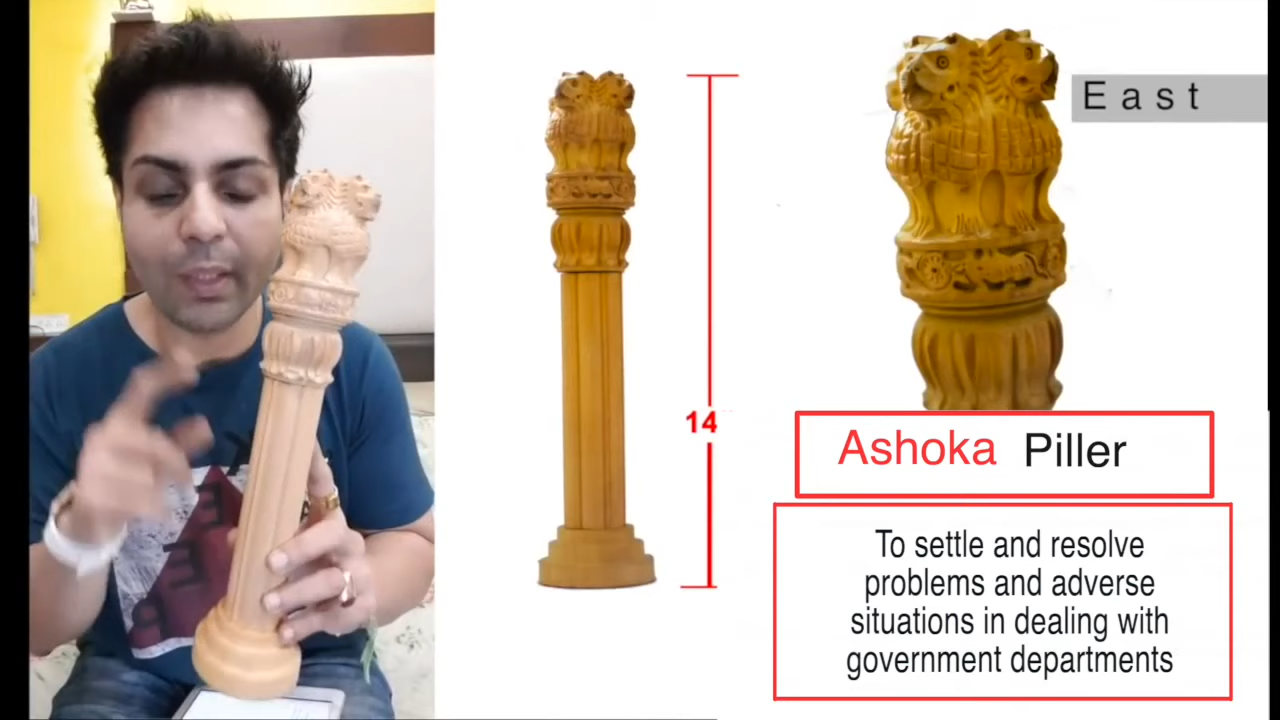 East
14
Ashoka Piller
To settle and resolve
problems and adverse
situations in dealing with
government departments